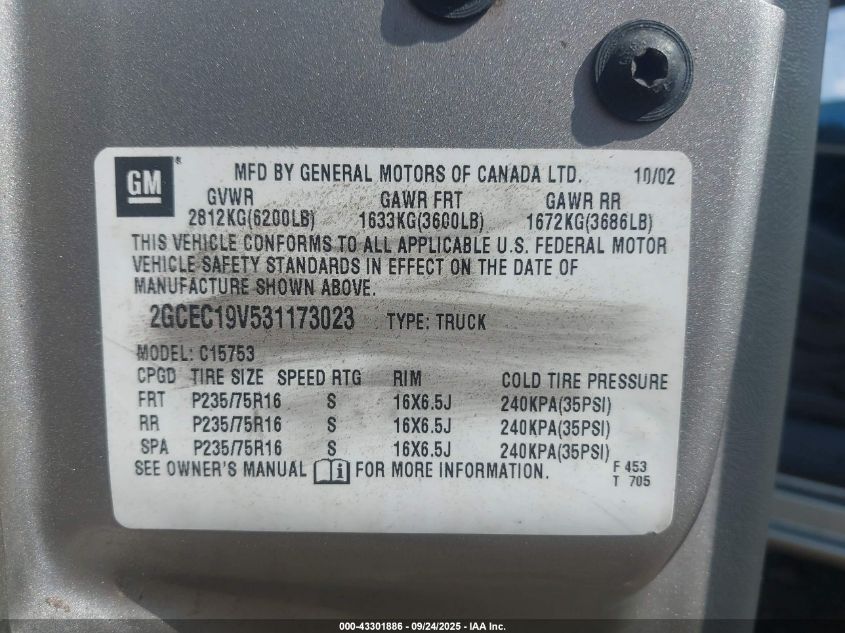 GM ® MFD BY GENERAL MOTORS OF CANADA LTD. 10/02
GVWR GAWR FRT GAWR RR
2812KG(6200LB) 1633KG(3600LB) 1672KG(3686LB)
THIS VEHICLE CONFORMS TO ALL APPLICABLE U.S. FEDERAL MOTOR
VEHICLE SAFETY STANDARDS IN EFFECT ON THE DATE OF
MANUFACTURE SHOWN ABOVE.
2GCEC19V531173023 TYPE: TRUCK
MODEL: C15753
CPGD TIRE SIZE SPEED RTG RIM COLD TIRE PRESSURE
FRT P235/75R16 S 16X6.5J 240KPA(35PSI)
RR P235/75R16 S 16X6.5J 240KPA(35PSI)
SPA P235/75R16 S 16X6.5J 240KPA(35PSI)
SEE OWNER'S MANUAL i FOR MORE INFORMATION. F 453
T 705
000-43301886 - 09/24/2025 - IAA Inc.